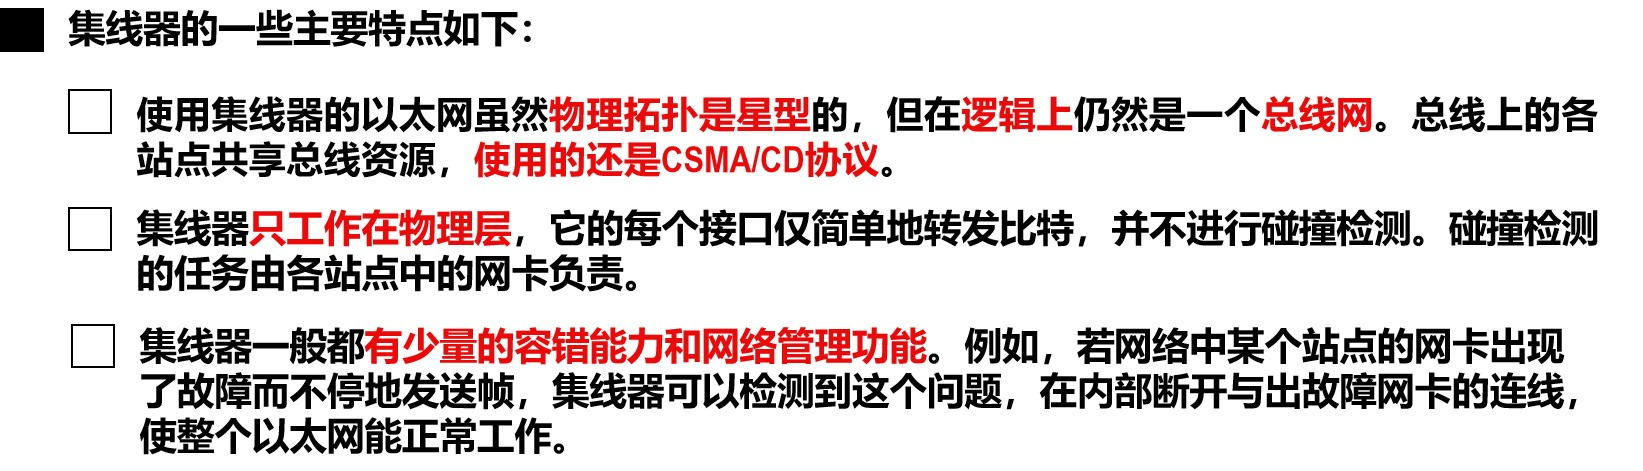 集线器的一些主要特点如下：
使用集线器的以太网虽然物理拓扑是星型的，但在逻辑上仍然是一个总线网。总线上的各
站点共享总线资源，使用的还是CSMA/CD协议。
集线器只工作在物理层，它的每个接口仅简单地转发比特，并不进行碰撞检测。碰撞检测
的任务由各站点中的网卡负责。
集线器一般都有少量的容错能力和网络管理功能。例如，若网络中某个站点的网卡出现
了故障而不停地发送帧，集线器可以检测到这个问题，在内部断开与出故障网卡的连线，
使整个以太网能正常工作。